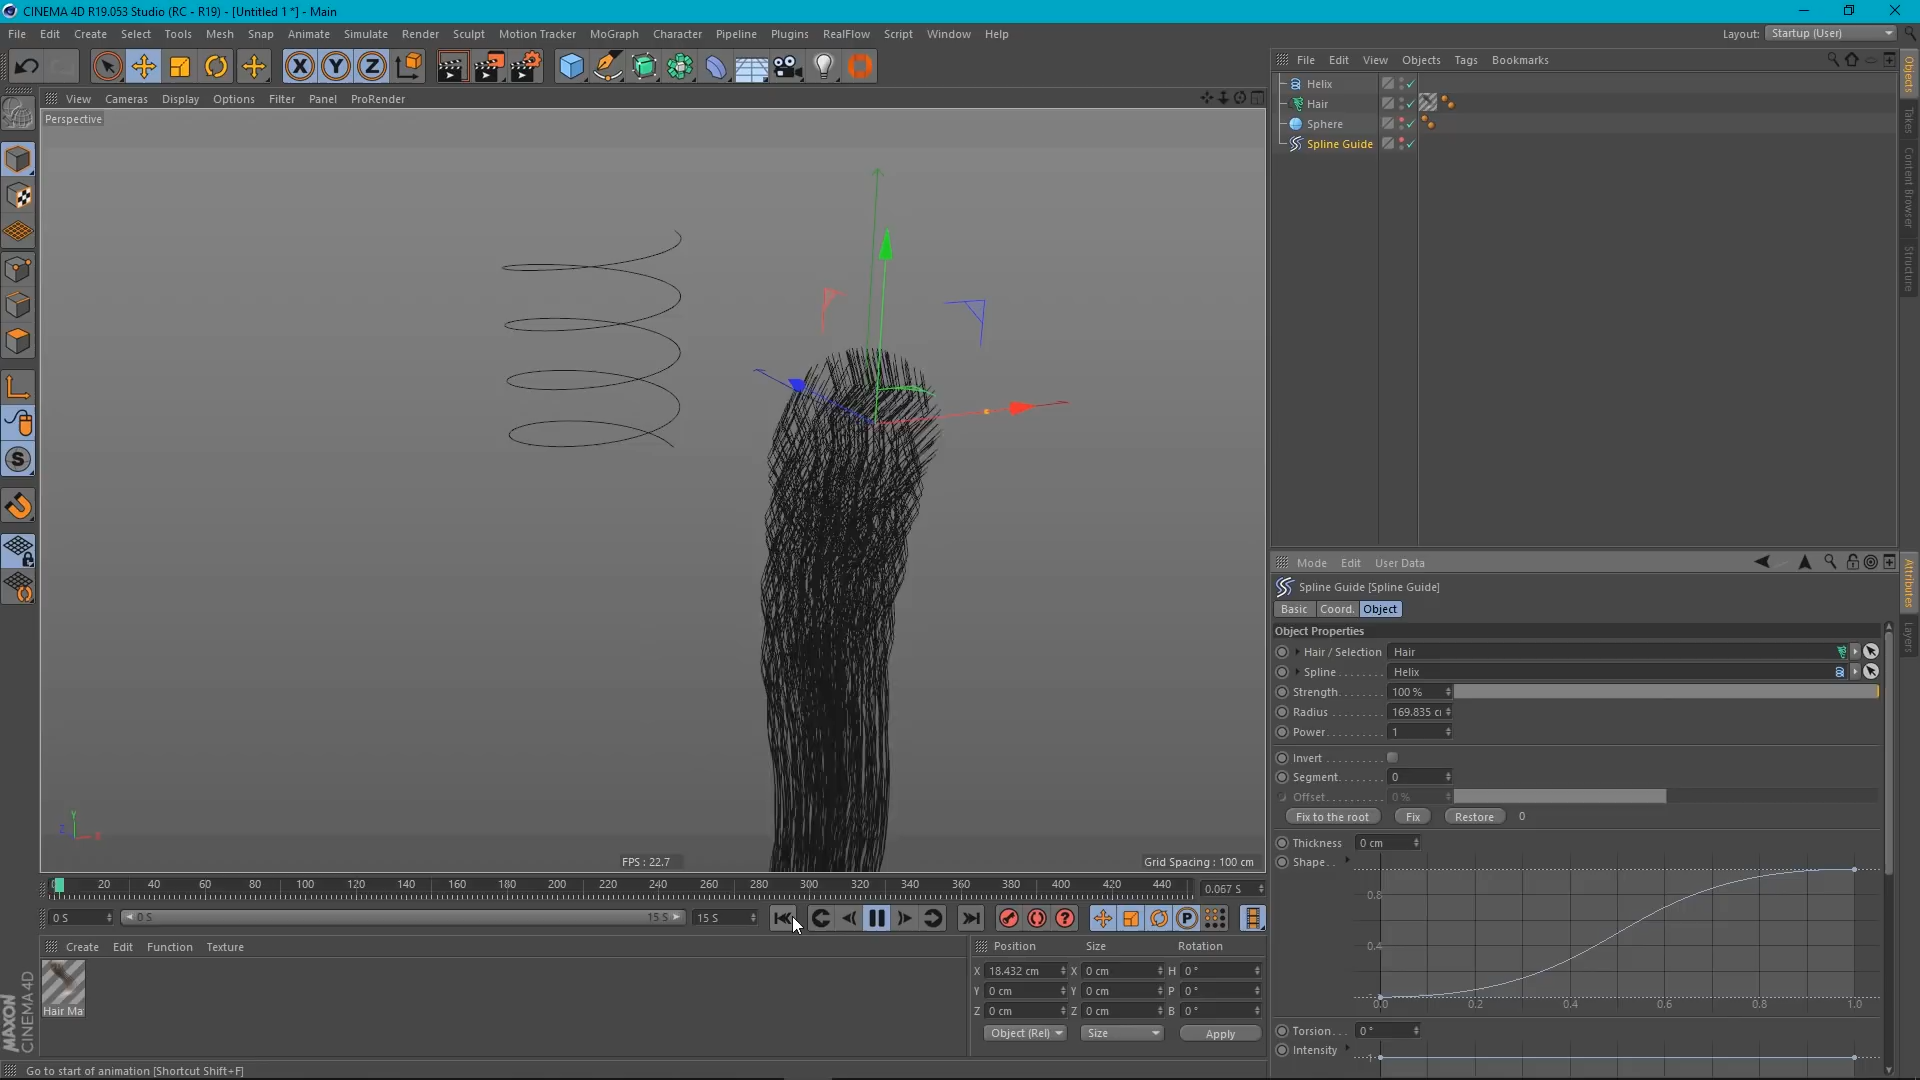 CINEMA 4D R19.053 Studio (RC - R19) - [Untitled 1 *] - Main
File Edit Create Select Tools Mesh Snap Animate Simulate Render Sculpt Motion Tracker MoGraph Character Pipeline Plugins RealFlow Script Window Help
Layout: Startup (User)
View Cameras Display Options Filter Panel ProRender
Perspective
FPS : 22.7
Grid Spacing : 100 cm
0 20 40 60 80 100 120 140 160 180 200 220 240 260 280 300 320 340 360 380 400 420 440
0.067 S
0 S
0 S
15 S
15 S
Create Edit Function Texture
Hair Ma
MAXON
CINEMA 4D
Position Size Rotation
X 18.432 cm X 0 cm H 0 °
Y 0 cm Y 0 cm P 0 °
Z 0 cm Z 0 cm B 0 °
Object (Rel) Size Apply
Go to start of animation [Shortcut Shift+F]
File Edit View Objects Tags Bookmarks
Helix
Hair
Sphere
Spline Guide
Objects
Takes
Content Browser
Structure
Mode Edit User Data
Spline Guide [Spline Guide]
Basic Coord. Object
Object Properties
Hair / Selection Hair
Spline . . . . . . . . Helix
Strength. . . . . . . . 100 %
Radius . . . . . . . . . 169.835 c
Power. . . . . . . . . . 1
Invert . . . . . . . . . .
Segment. . . . . . . . 0
Offset. . . . . . . . . . 0 %
Fix to the root Fix Restore 0
Thickness 0 cm
Shape. .
0.8
0.4
0.0 0.2 0.4 0.6 0.8 1.0
Torsion. . . 0 °
Intensity
1
Attributes
Layers
X
Y
Z
S
P
Y
Z
X